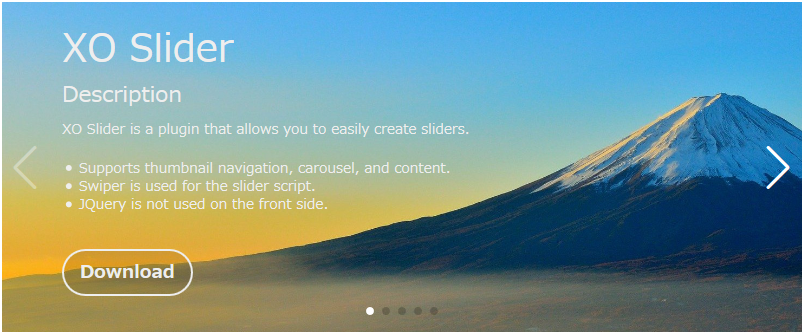 XO Slider
Description
XO Slider is a plugin that allows you to easily create sliders.
• Supports thumbnail navigation, carousel, and content.
• Swiper is used for the slider script.
• JQuery is not used on the front side.
Download